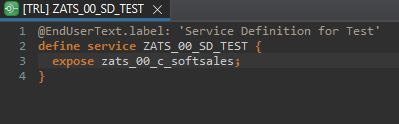 [TRL] ZATS_00_SD_TEST
1 @EndUserText.label: 'Service Definition for Test'
2 define service ZATS_00_SD_TEST {
3   expose zats_00_c_softsales;
4 }